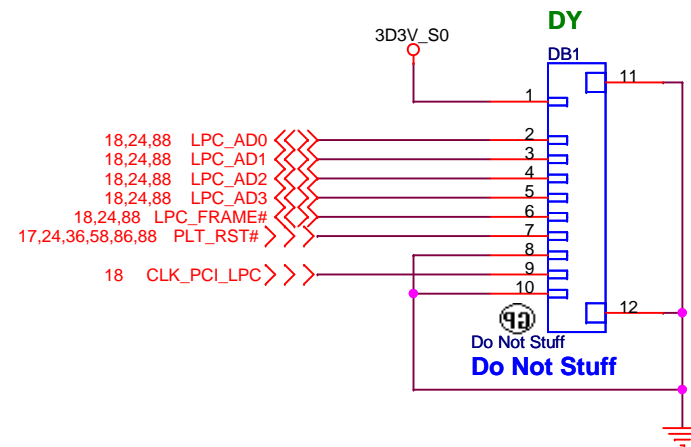 DY
3D3V_S0
DB1
11
1
18,24,88 LPC_AD0 2
18,24,88 LPC_AD1 3
18,24,88 LPC_AD2 4
18,24,88 LPC_AD3 5
18,24,88 LPC_FRAME# 6
17,24,36,58,86,88 PLT_RST# 7
8
18 CLK_PCI_LPC 9
10
12
GP
Do Not Stuff
Do Not Stuff